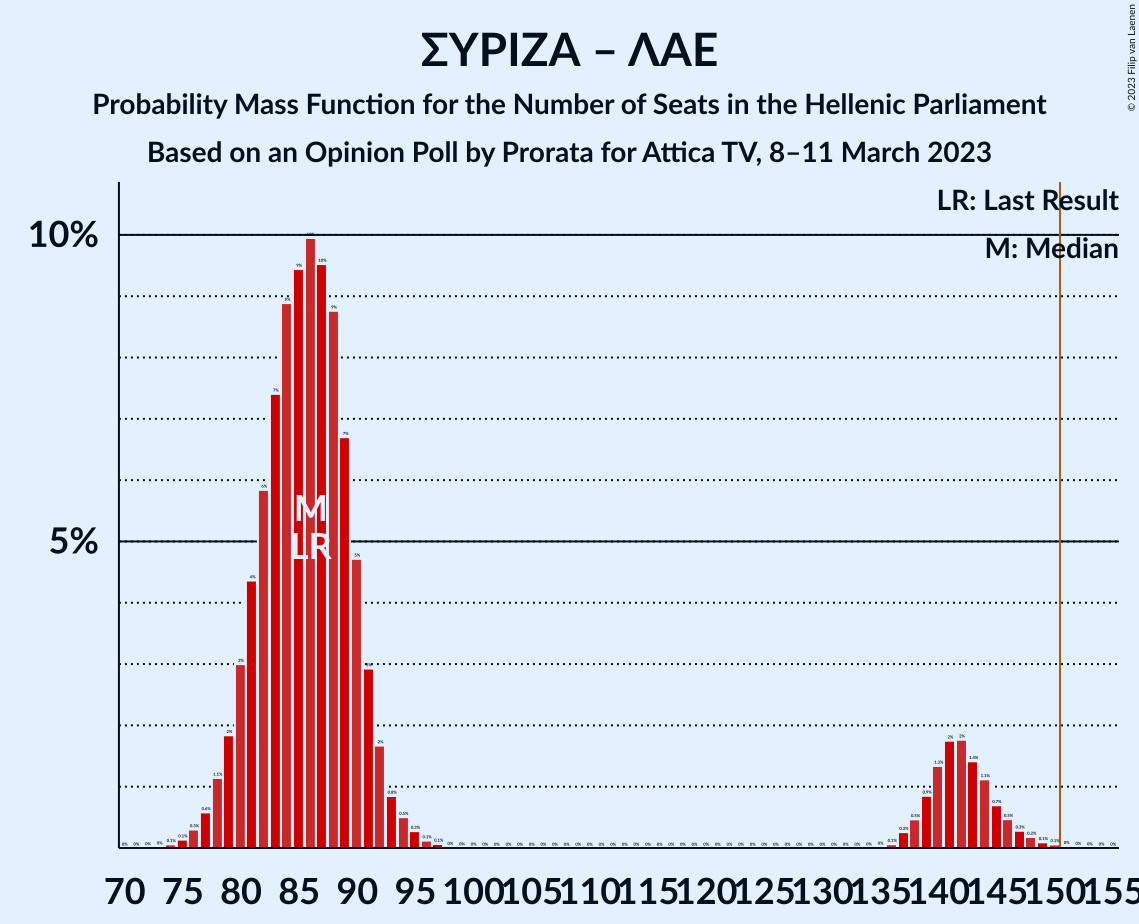 ΣΥΡΙΖΑ – ΛΑΕ
Probability Mass Function for the Number of Seats in the Hellenic Parliament
Based on an Opinion Poll by Prorata for Attica TV, 8–11 March 2023
© 2023 Filip van Laenen
LR: Last Result
M: Median
10%
5%
M
LR
70 75 80 85 90 95 100 105 110 115 120 125 130 135 140 145 150 155